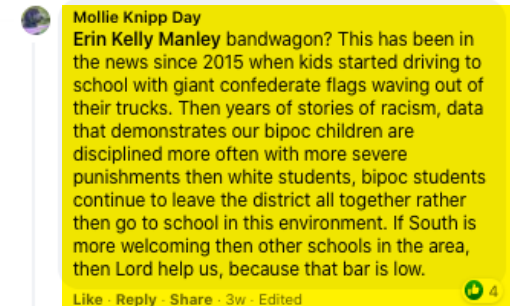 Mollie Knipp Day
Erin Kelly Manley bandwagon? This has been in
the news since 2015 when kids started driving to
school with giant confederate flags waving out of
their trucks. Then years of stories of racism, data
that demonstrates our bipoc children are
disciplined more often with more severe
punishments then white students, bipoc students
continue to leave the district all together rather
then go to school in this environment. If South is
more welcoming then other schools in the area,
then Lord help us, because that bar is low.
4
Like · Reply · Share · 3w · Edited